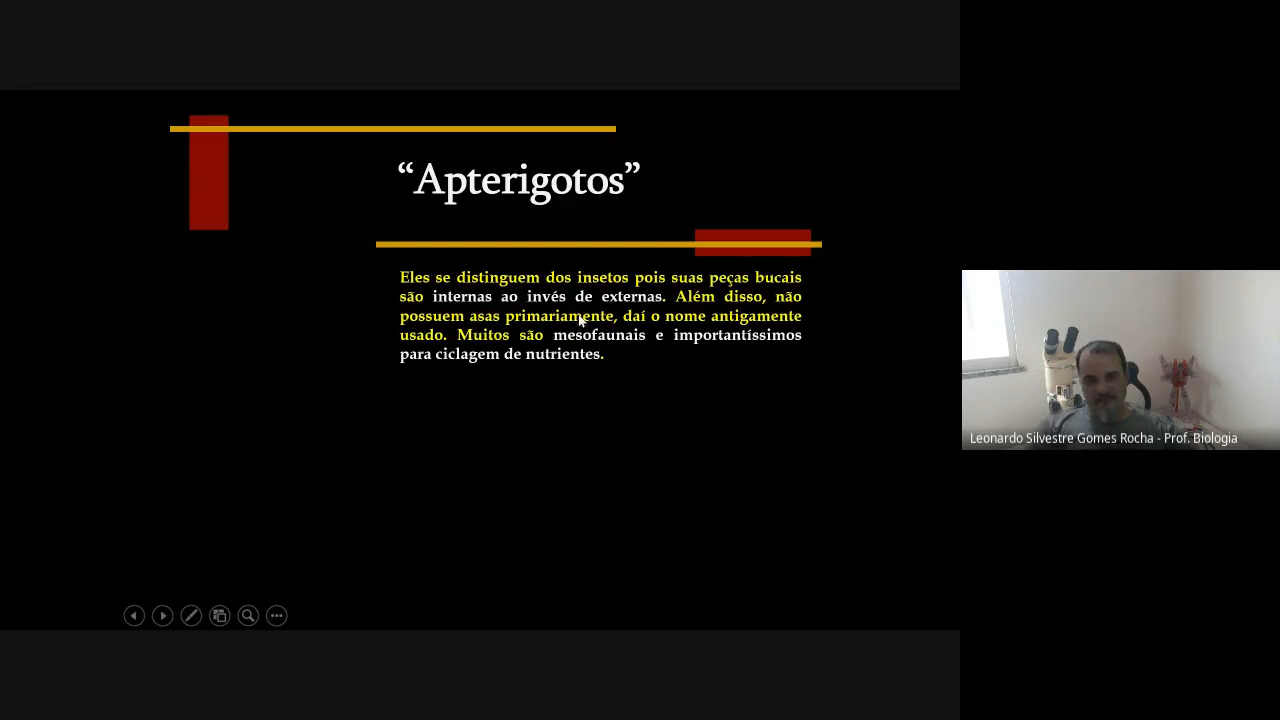 “Apterigotos”
Eles se distinguem dos insetos pois suas peças bucais
são internas ao invés de externas. Além disso, não
possuem asas primariamente, daí o nome antigamente
usado. Muitos são mesofaunais e importantíssimos
para ciclagem de nutrientes.
Leonardo Silvestre Gomes Rocha - Prof. Biologia